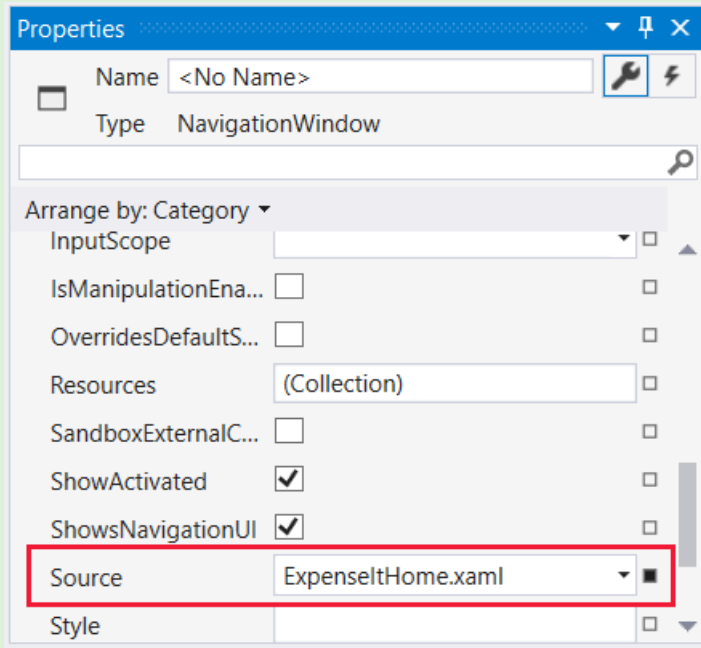 Properties
Name <No Name>
Type NavigationWindow
Arrange by: Category
InputScope
IsManipulationEna...
OverridesDefaultS...
Resources (Collection)
SandboxExternalC...
ShowActivated
ShowsNavigationUI
Source ExpenseItHome.xaml
Style